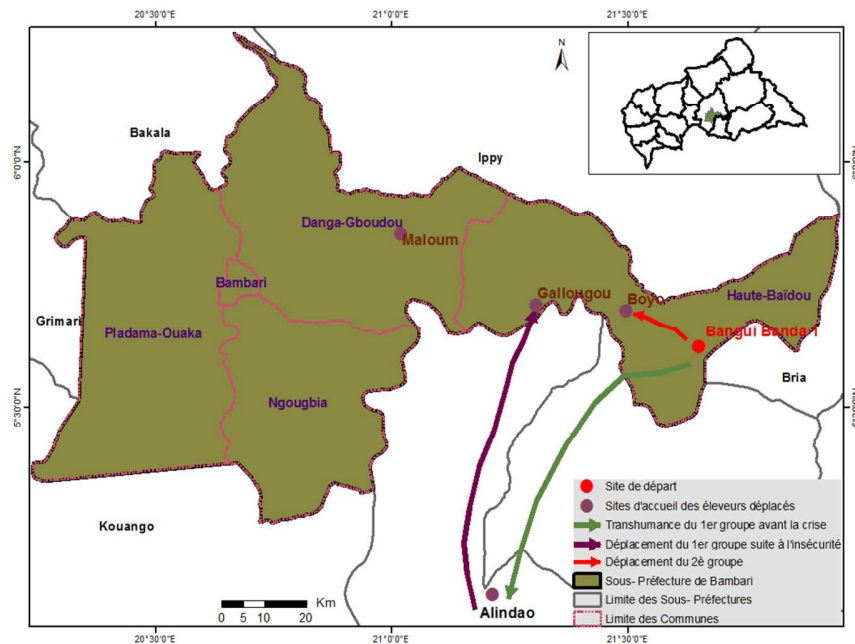 20°30'0"E
21°0'0"E
21°30'0"E
N
Bakala
Ippy
6°0'0"N
Danga-Gboudou
Maloum
Bambari
Gallougou
Boyo
Haute-Baïdou
Grimari
Pladama-Ouaka
Bangui Banda-1
Bria
Ngougbia
5°30'0"N
Kouango
Alindao
Site de départ
Sites d'accueil des éleveurs déplacés
Transhumance du 1er groupe avant la crise
Déplacement du 1er groupe suite à l'insécurité
Déplacement du 2è groupe
Sous- Préfecture de Bambari
Limite des Sous- Préfectures
Limite des Communes
0 5 10 20 Km
20°30'0"E
21°0'0"E
21°30'0"E